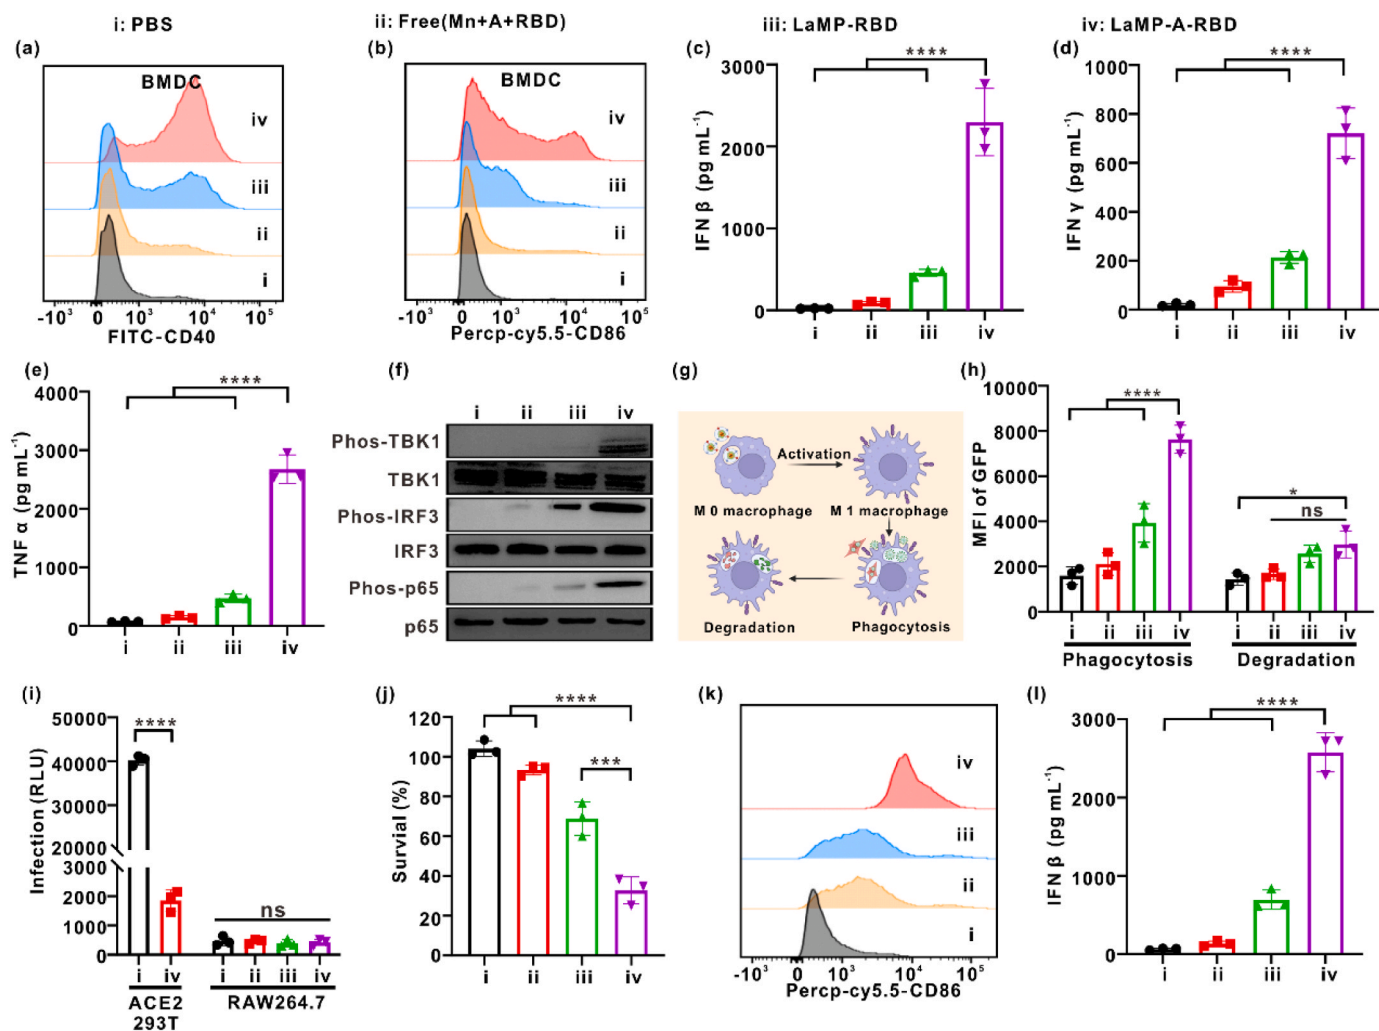 i: PBS ii: Free(Mn+A+RBD) iii: LaMP-RBD iv: LaMP-A-RBD
(a)
BMDC
iv
iii
ii
i
-10³ 0 10³ 10⁴ 10⁵
FITC-CD40
(b)
BMDC
iv
iii
ii
i
-10³ 0 10³ 10⁴ 10⁵
Percp-cy5.5-CD86
(c)
****
IFN β (pg mL⁻¹)
3000
2000
1000
0
i ii iii iv
(d)
****
IFN γ (pg mL⁻¹)
1000
800
600
400
200
0
i ii iii iv
(e)
****
TNF α (pg mL⁻¹)
4000
3000
2000
1000
0
i ii iii iv
(f)
i ii iii iv
Phos-TBK1
TBK1
Phos-IRF3
IRF3
Phos-p65
p65
(g)
Activation
M 0 macrophage M 1 macrophage
Degradation Phagocytosis
(h)
MFI of GFP
10000
8000
6000
4000
2000
0
****
*
ns
i ii iii iv i ii iii iv
Phagocytosis Degradation
(i)
Infection (RLU)
50000
40000
30000
20000
10000
3000
2000
1000
0
****
ns
i iv i ii iii iv
ACE2 RAW264.7
293T
(j)
Survial (%)
120
100
80
60
40
20
0
****
***
i ii iii iv
(k)
iv
iii
ii
i
-10³ 0 10³ 10⁴ 10⁵
Percp-cy5.5-CD86
(l)
****
IFN β (pg mL⁻¹)
3000
2000
1000
0
i ii iii iv